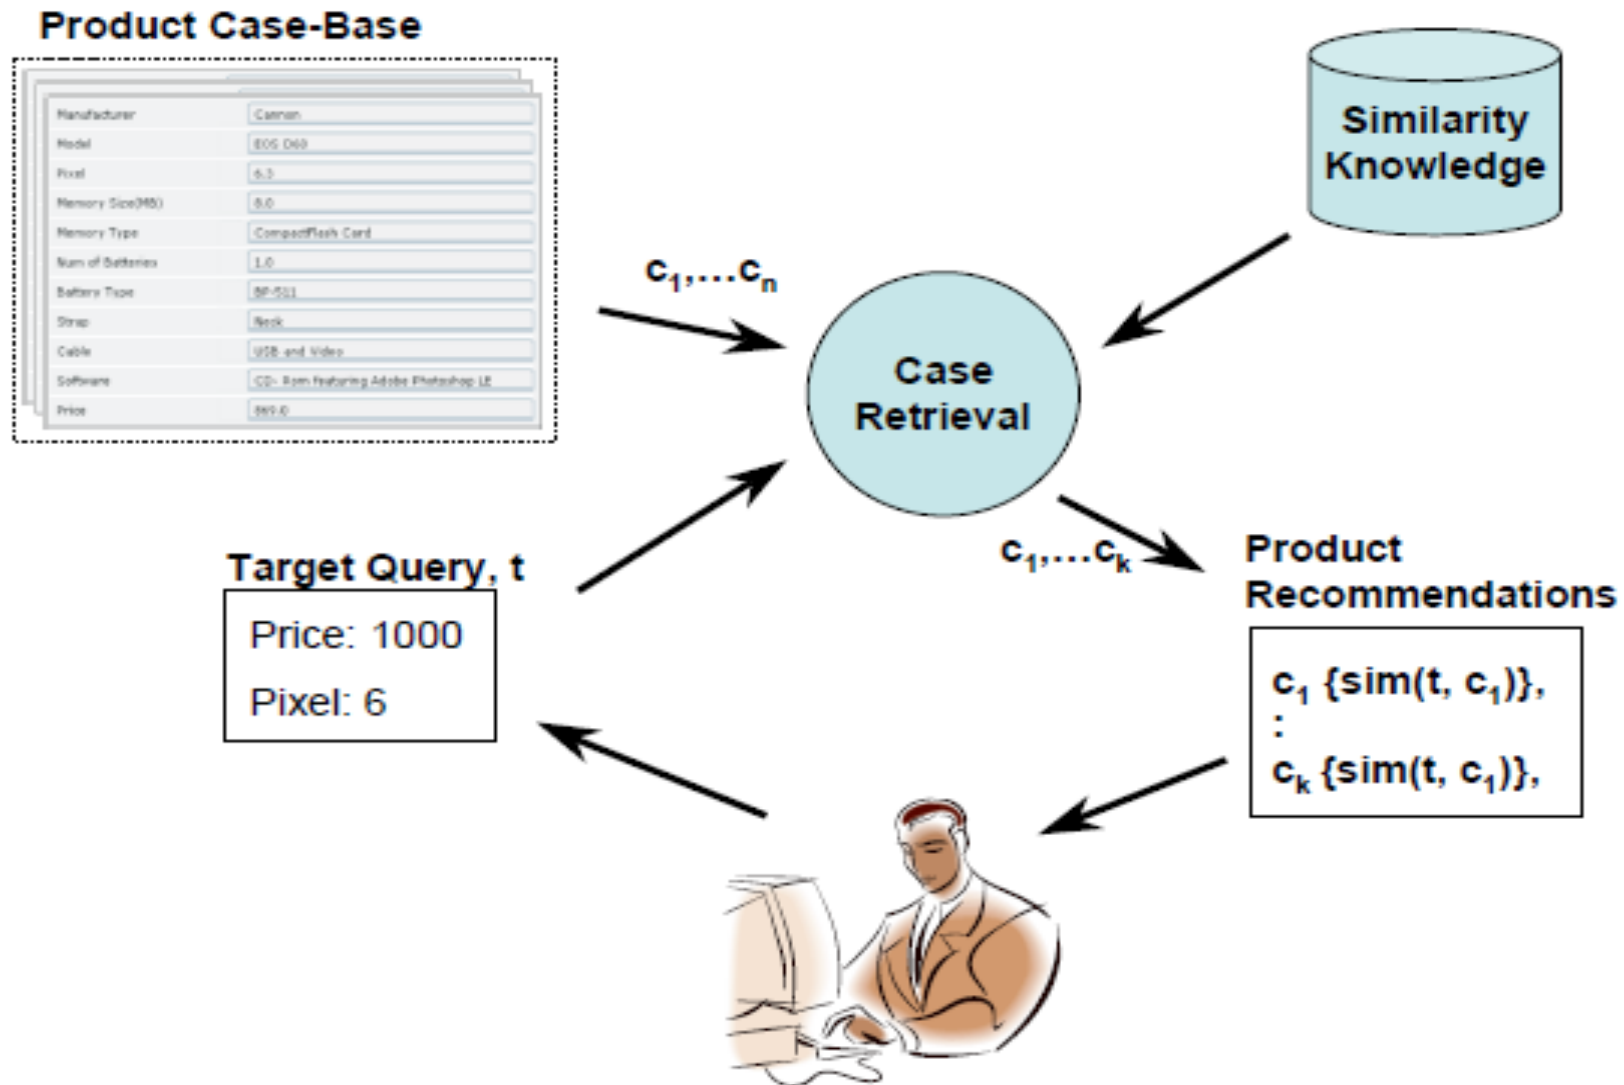 Product Case-Base
Manufacturer Cannon
Model EOS D60
Pixel 6.3
Memory Size(MB) 8.0
Memory Type CompactFlash Card
Num of Batteries 1.0
Battery Type BP-511
Strap Neck
Cable USB and Video
Software CD- Rom featuring Adobe Photoshop LE
Price 869.0
Similarity
Knowledge
c₁,...cₙ
Case
Retrieval
c₁,...cₖ
Target Query, t
Price: 1000
Pixel: 6
Product
Recommendations
c₁ {sim(t, c₁)},
:
cₖ {sim(t, c₁)},